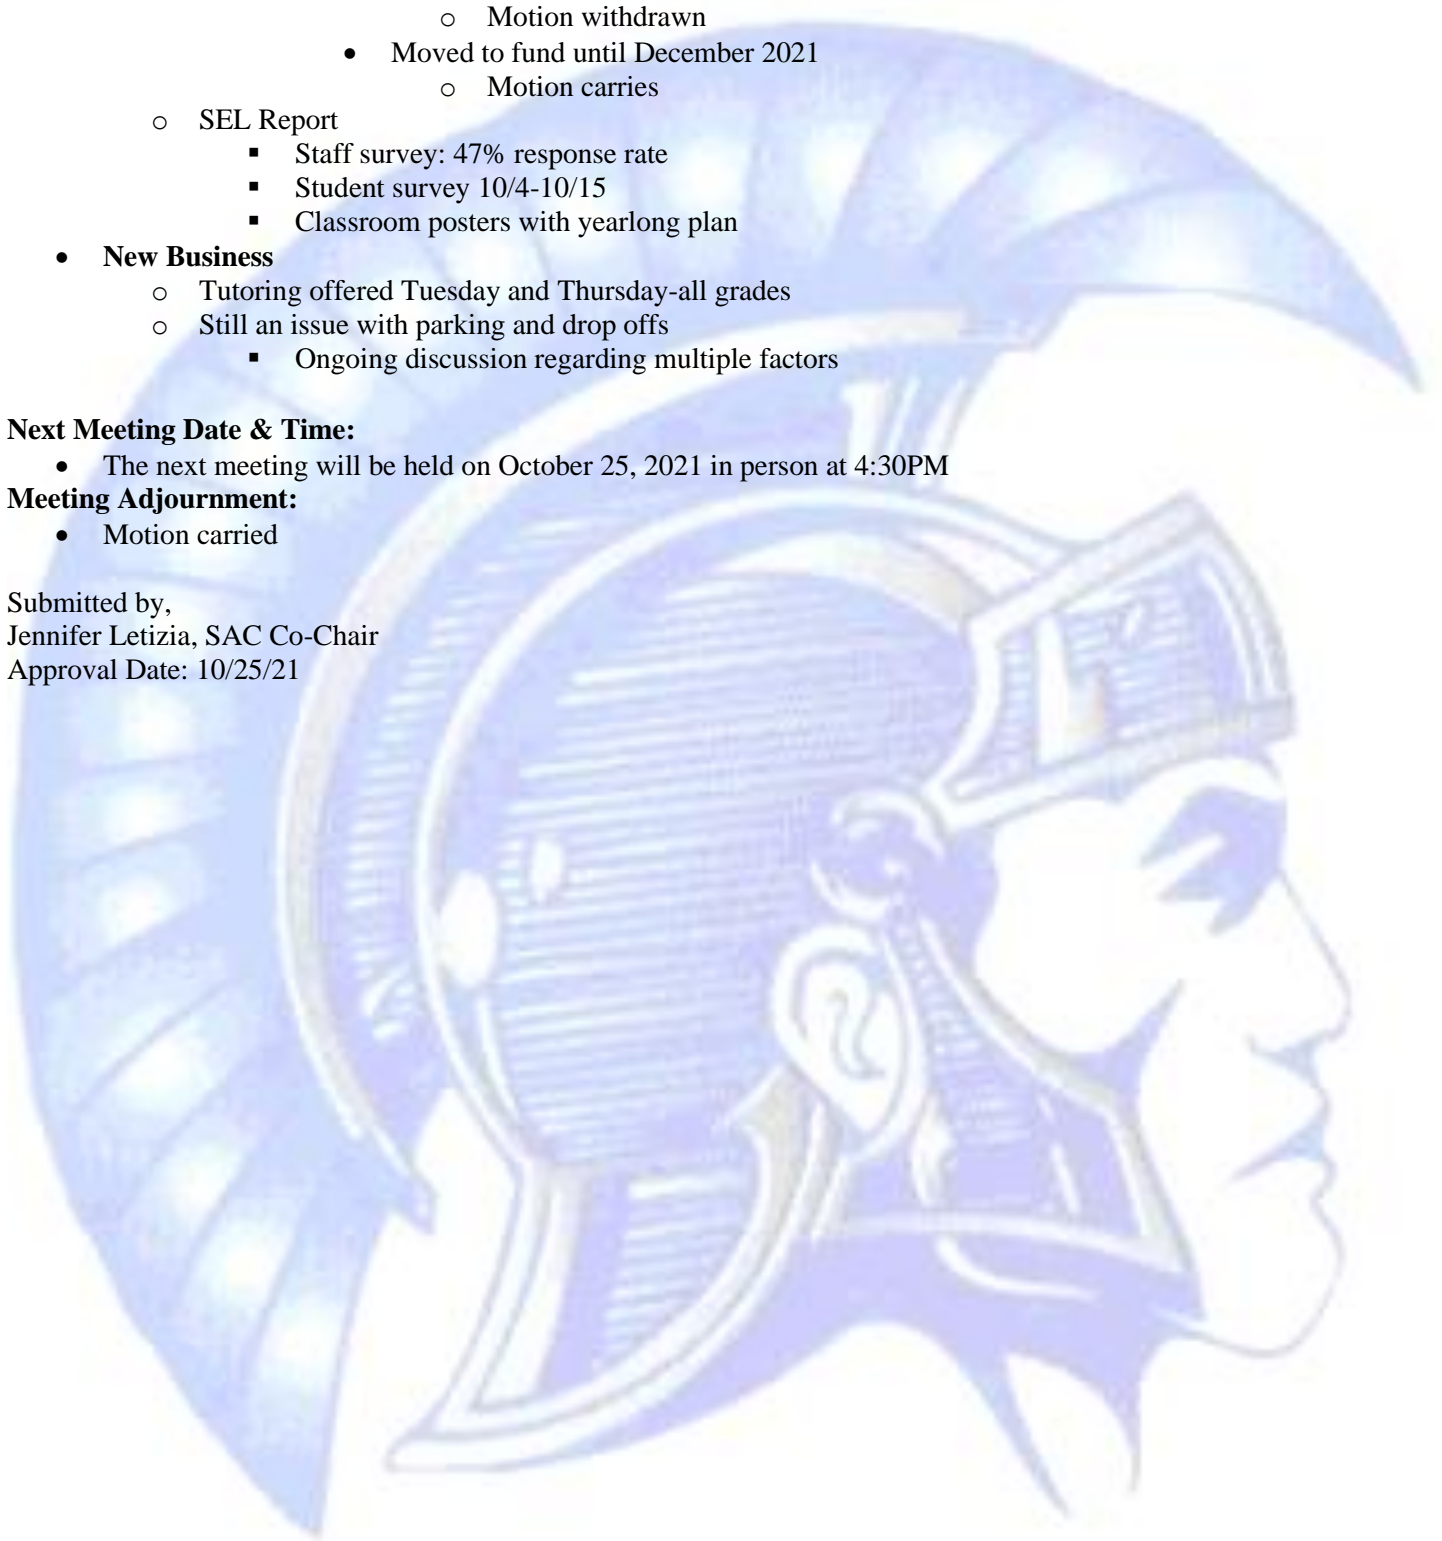 o Motion withdrawn
• Moved to fund until December 2021
o Motion carries
o SEL Report
▪ Staff survey: 47% response rate
▪ Student survey 10/4-10/15
▪ Classroom posters with yearlong plan
• New Business
o Tutoring offered Tuesday and Thursday-all grades
o Still an issue with parking and drop offs
▪ Ongoing discussion regarding multiple factors
Next Meeting Date & Time:
• The next meeting will be held on October 25, 2021 in person at 4:30PM
Meeting Adjournment:
• Motion carried
Submitted by,
Jennifer Letizia, SAC Co-Chair
Approval Date: 10/25/21